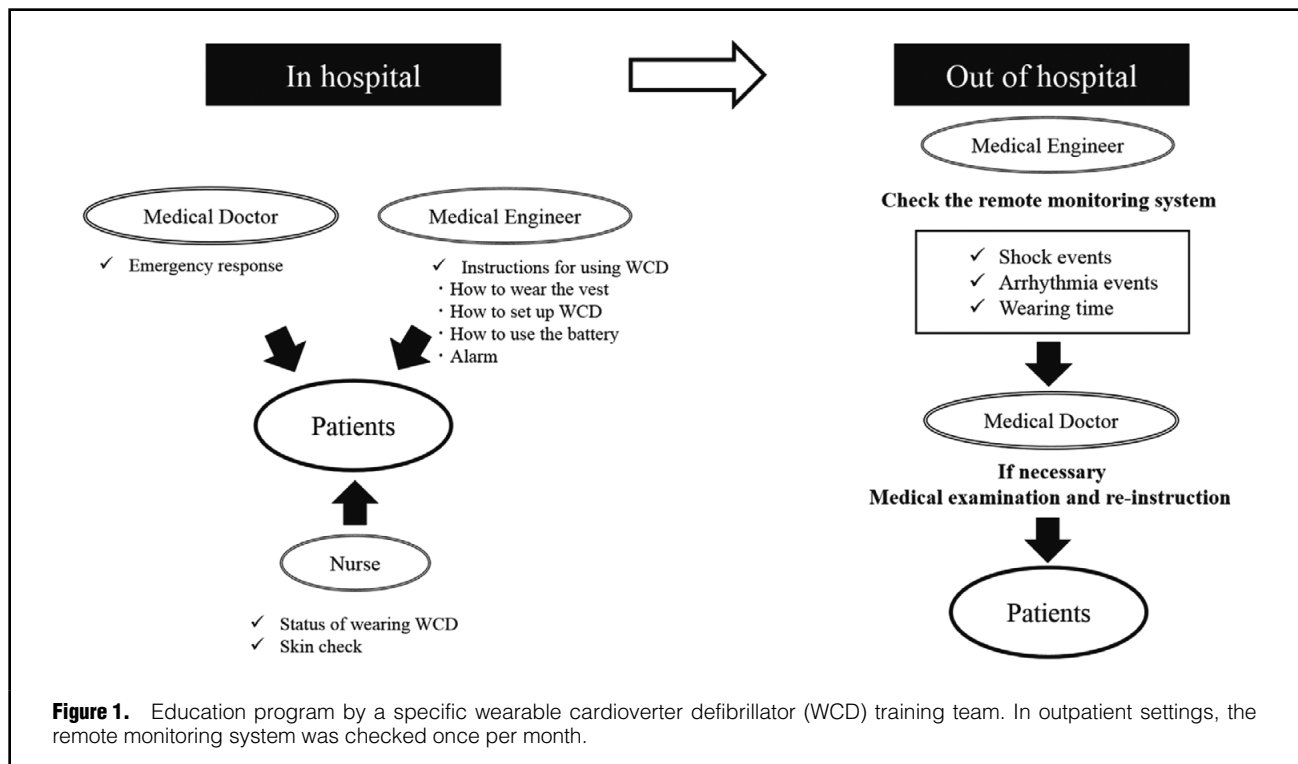 In hospital
Medical Doctor
✓ Emergency response
Medical Engineer
✓ Instructions for using WCD
・How to wear the vest
・How to set up WCD
・How to use the battery
・Alarm
Patients
Nurse
✓ Status of wearing WCD
✓ Skin check
Out of hospital
Medical Engineer
Check the remote monitoring system
✓ Shock events
✓ Arrhythmia events
✓ Wearing time
Medical Doctor
If necessary
Medical examination and re-instruction
Patients
Figure 1. Education program by a specific wearable cardioverter defibrillator (WCD) training team. In outpatient settings, the
remote monitoring system was checked once per month.